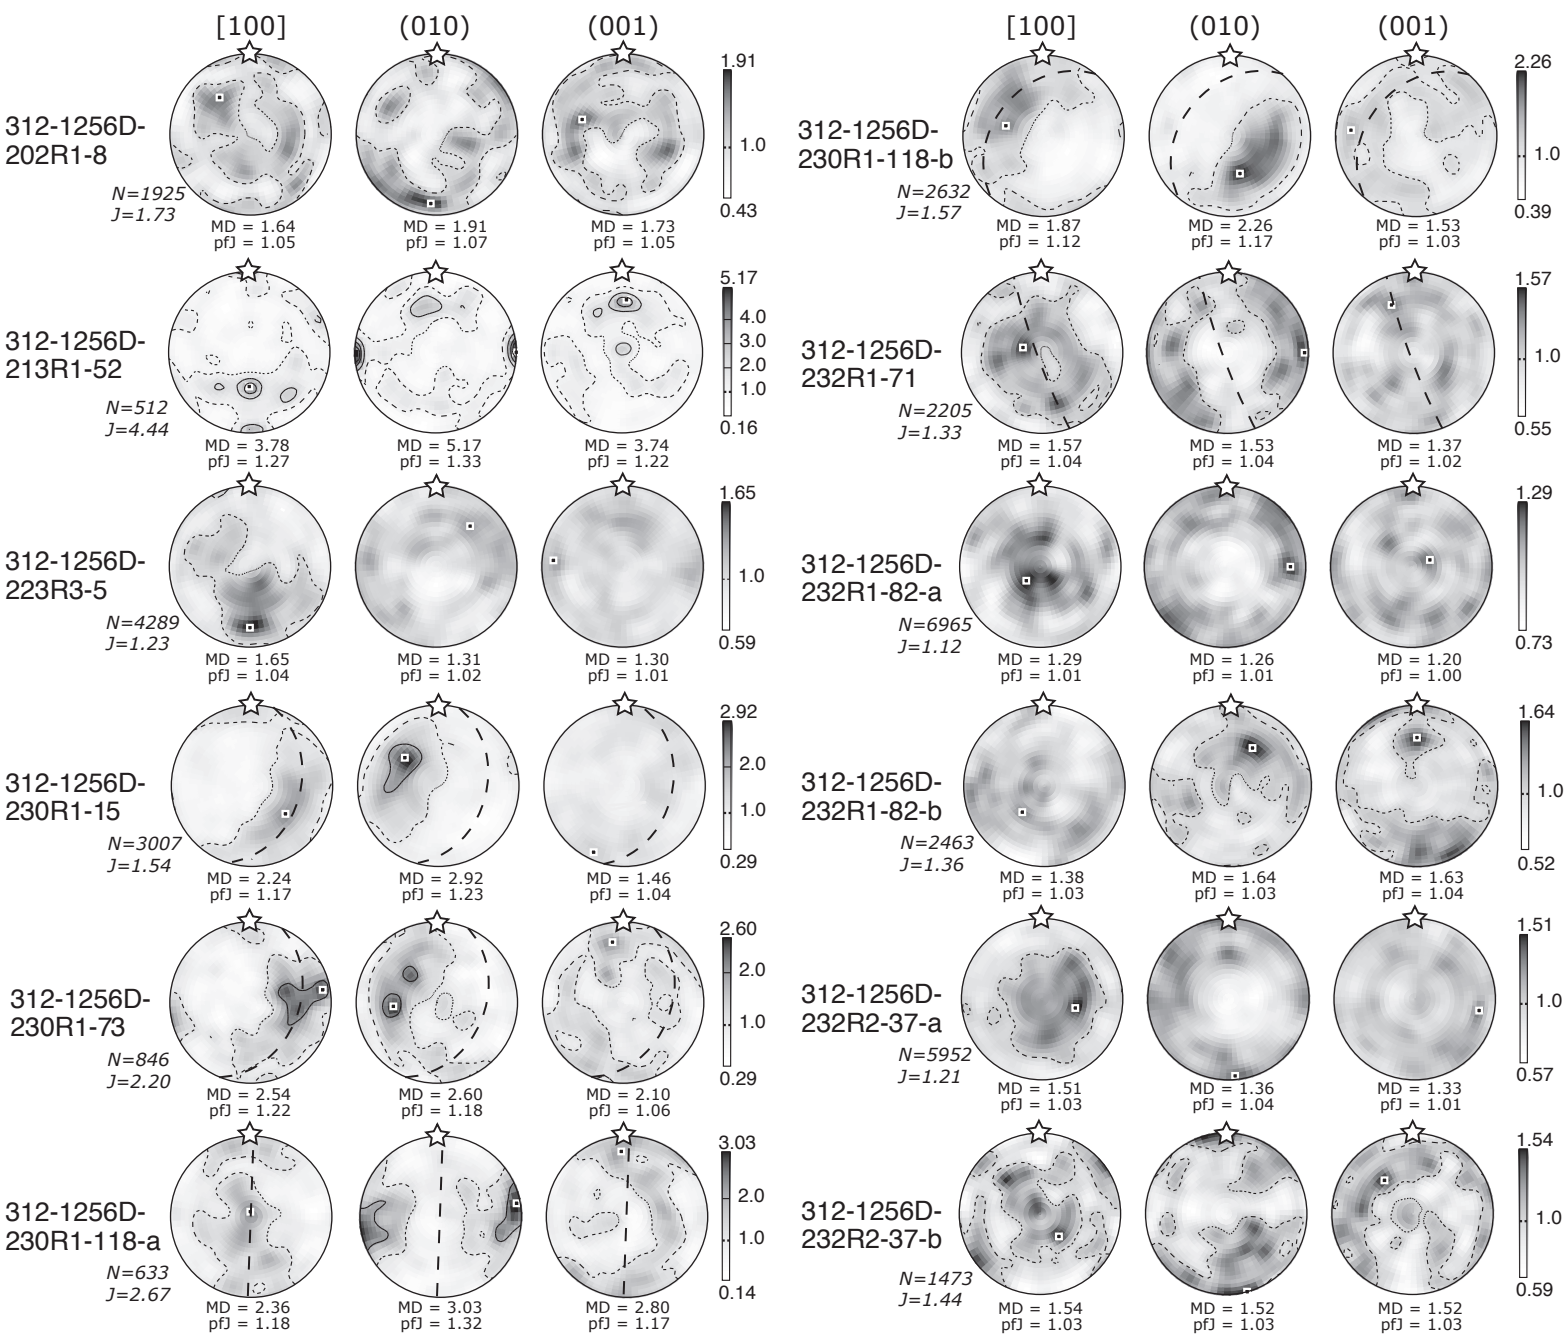 [100] (010) (001)
1.91
312-1256D-
202R1-8
1.0
N=1925
J=1.73
0.43
MD = 1.64 MD = 1.91 MD = 1.73
pfJ = 1.05 pfJ = 1.07 pfJ = 1.05
5.17
4.0
312-1256D-
213R1-52
3.0
2.0
1.0
N=512
J=4.44
0.16
MD = 3.78 MD = 5.17 MD = 3.74
pfJ = 1.27 pfJ = 1.33 pfJ = 1.22
1.65
312-1256D-
223R3-5
1.0
N=4289
J=1.23
0.59
MD = 1.65 MD = 1.31 MD = 1.30
pfJ = 1.04 pfJ = 1.02 pfJ = 1.01
2.92
2.0
312-1256D-
230R1-15
1.0
N=3007
J=1.54
0.29
MD = 2.24 MD = 2.92 MD = 1.46
pfJ = 1.17 pfJ = 1.23 pfJ = 1.04
2.60
2.0
312-1256D-
230R1-73
1.0
N=846
J=2.20
0.29
MD = 2.54 MD = 2.60 MD = 2.10
pfJ = 1.22 pfJ = 1.18 pfJ = 1.06
3.03
2.0
312-1256D-
230R1-118-a
1.0
N=633
J=2.67
0.14
MD = 2.36 MD = 3.03 MD = 2.80
pfJ = 1.18 pfJ = 1.32 pfJ = 1.17
[100] (010) (001)
2.26
312-1256D-
230R1-118-b
1.0
N=2632
J=1.57
0.39
MD = 1.87 MD = 2.26 MD = 1.53
pfJ = 1.12 pfJ = 1.17 pfJ = 1.03
1.57
312-1256D-
232R1-71
1.0
N=2205
J=1.33
0.55
MD = 1.57 MD = 1.53 MD = 1.37
pfJ = 1.04 pfJ = 1.04 pfJ = 1.02
1.29
312-1256D-
232R1-82-a
N=6965
J=1.12
0.73
MD = 1.29 MD = 1.26 MD = 1.20
pfJ = 1.01 pfJ = 1.01 pfJ = 1.00
1.64
312-1256D-
232R1-82-b
1.0
N=2463
J=1.36
0.52
MD = 1.38 MD = 1.64 MD = 1.63
pfJ = 1.03 pfJ = 1.03 pfJ = 1.04
1.51
312-1256D-
232R2-37-a
1.0
N=5952
J=1.21
0.57
MD = 1.51 MD = 1.36 MD = 1.33
pfJ = 1.03 pfJ = 1.04 pfJ = 1.01
1.54
312-1256D-
232R2-37-b
1.0
N=1473
J=1.44
0.59
MD = 1.54 MD = 1.52 MD = 1.52
pfJ = 1.03 pfJ = 1.03 pfJ = 1.03